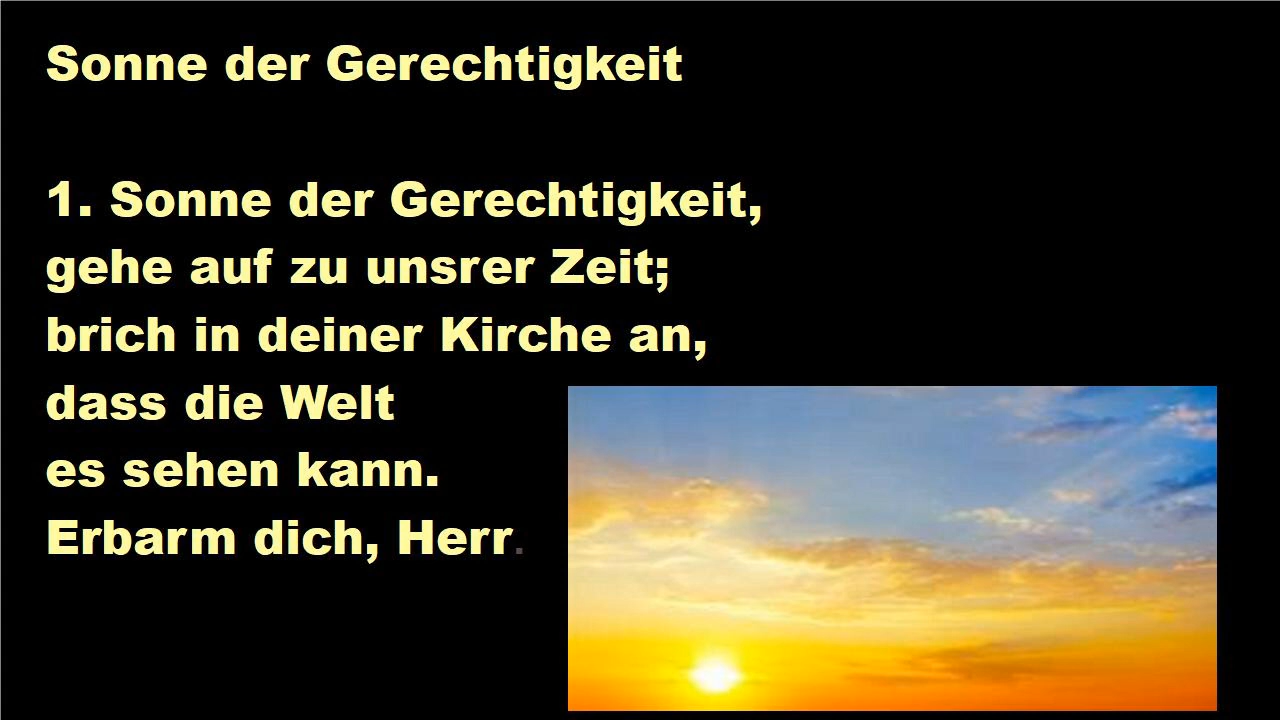 Sonne der Gerechtigkeit
1. Sonne der Gerechtigkeit,
gehe auf zu unsrer Zeit;
brich in deiner Kirche an,
dass die Welt
es sehen kann.
Erbarm dich, Herr.